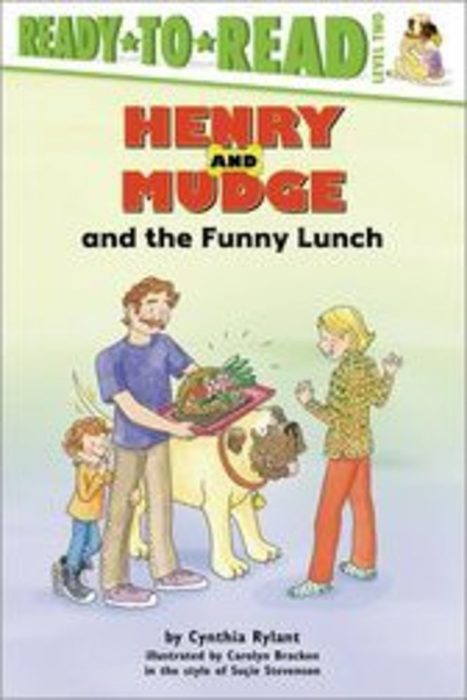 READY-TO-READ
LEVEL TWO
HENRY
AND
MUDGE
and the Funny Lunch
by Cynthia Rylant
illustrated by Carolyn Bracken
in the style of Suçie Stevenson